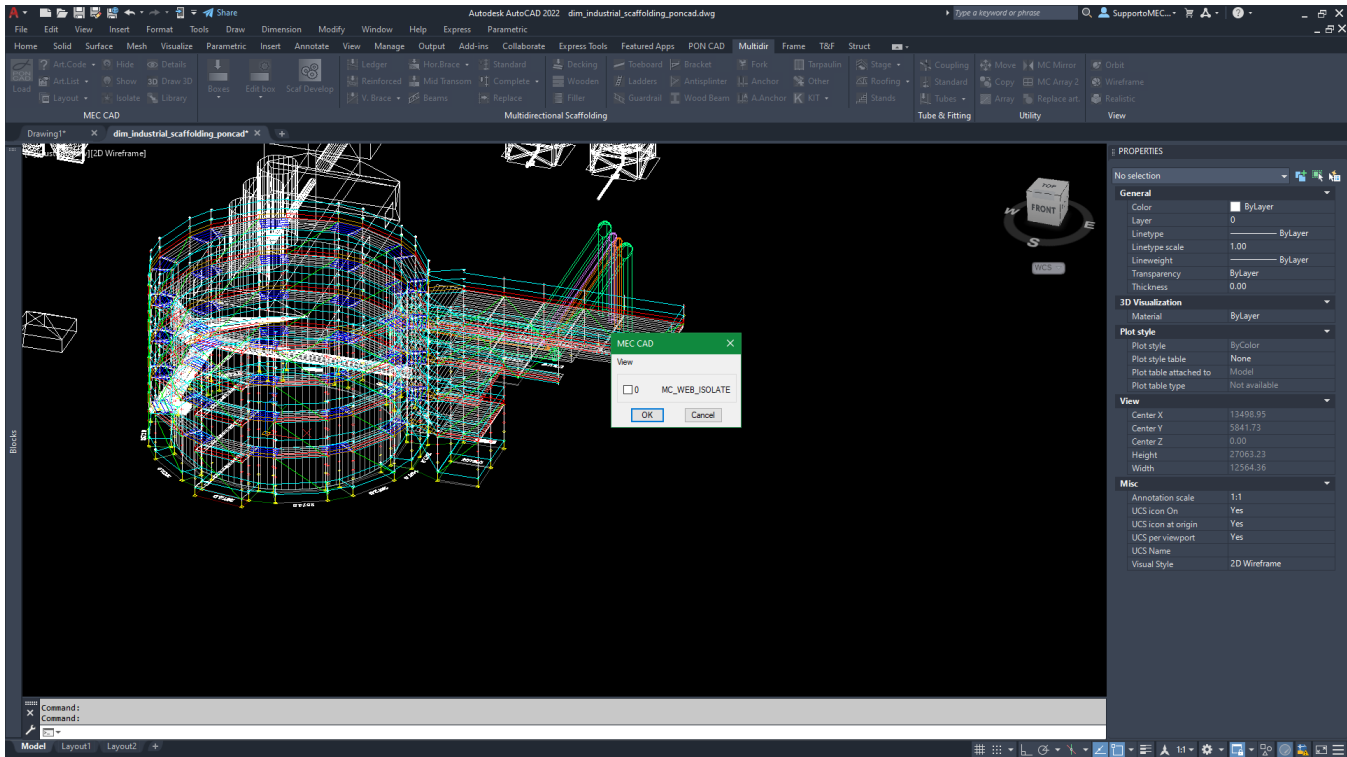 Share
Autodesk AutoCAD 2022 dim_industrial_scaffolding_poncad.dwg
Type a keyword or phrase
SupportoMEC...
File Edit View Insert Format Tools Draw Dimension Modify Window Help Express Parametric
Home Solid Surface Mesh Visualize Parametric Insert Annotate View Manage Output Add-ins Collaborate Express Tools Featured Apps PON CAD Multidir Frame T&F Struct
Art.Code Hide Details Ledger Hor.Brace Standard Decking Toeboard Bracket Fork Tarpaulin Stage Coupling Move MC Mirror Orbit
Load Art.List Show Draw 3D Boxes Edit box Scaf Develop Reinforced Mid Transom Complete Wooden Ladders Antisplinter Anchor Other Roofing Standard Copy MC Array 2 Wireframe
Layout Isolate Library V. Brace Beams Replace Filler Guardrail Wood Beam A.Anchor KIT Stands Tubes Array Replace art. Realistic
MEC CAD Multidirectional Scaffolding Tube & Fitting Utility View
Drawing1* dim_industrial_scaffolding_poncad*
[2D Wireframe]
TOP
FRONT
W
E
S
WCS
MEC CAD
View
0 MC_WEB_ISOLATE
OK Cancel
Blocks
PROPERTIES
No selection
General
Color ByLayer
Layer 0
Linetype ByLayer
Linetype scale 1.00
Lineweight ByLayer
Transparency ByLayer
Thickness 0.00
3D Visualization
Material ByLayer
Plot style
Plot style ByColor
Plot style table None
Plot table attached to Model
Plot table type Not available
View
Center X 13498.95
Center Y 5841.73
Center Z 0.00
Height 27063.23
Width 12564.36
Misc
Annotation scale 1:1
UCS icon On Yes
UCS icon at origin Yes
UCS per viewport Yes
UCS Name
Visual Style 2D Wireframe
Command:
Command:
Model Layout1 Layout2
1:1